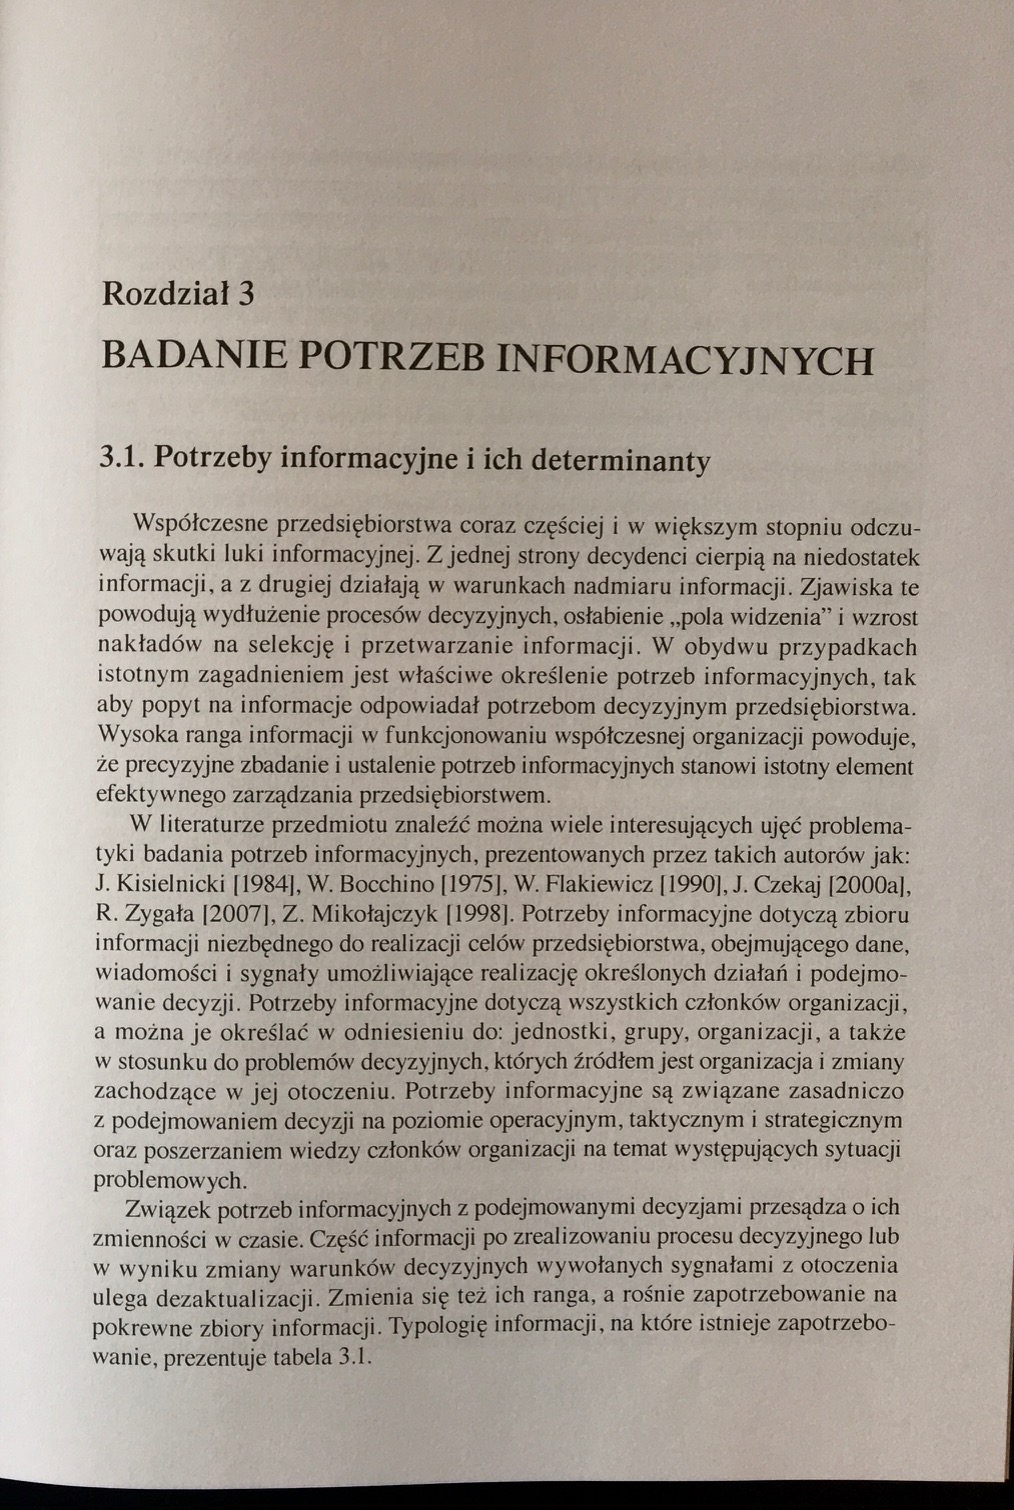 Rozdział 3
BADANIE POTRZEB INFORMACYJNYCH
3.1. Potrzeby informacyjne i ich determinanty
Współczesne przedsiębiorstwa coraz częściej i w większym stopniu odczu-
wają skutki luki informacyjnej. Z jednej strony decydenci cierpią na niedostatek
informacji, a z drugiej działają w warunkach nadmiaru informacji. Zjawiska te
powodują wydłużenie procesów decyzyjnych, osłabienie „pola widzenia” i wzrost
nakładów na selekcję i przetwarzanie informacji. W obydwu przypadkach
istotnym zagadnieniem jest właściwe określenie potrzeb informacyjnych, tak
aby popyt na informacje odpowiadał potrzebom decyzyjnym przedsiębiorstwa.
Wysoka ranga informacji w funkcjonowaniu współczesnej organizacji powoduje,
że precyzyjne zbadanie i ustalenie potrzeb informacyjnych stanowi istotny element
efektywnego zarządzania przedsiębiorstwem.
W literaturze przedmiotu znaleźć można wiele interesujących ujęć problema-
tyki badania potrzeb informacyjnych, prezentowanych przez takich autorów jak:
J. Kisielnicki [1984], W. Bocchino [1975], W. Flakiewicz [1990], J. Czekaj [2000a],
R. Zygała [2007], Z. Mikołajczyk [1998]. Potrzeby informacyjne dotyczą zbioru
informacji niezbędnego do realizacji celów przedsiębiorstwa, obejmującego dane,
wiadomości i sygnały umożliwiające realizację określonych działań i podejmo-
wanie decyzji. Potrzeby informacyjne dotyczą wszystkich członków organizacji,
a można je określać w odniesieniu do: jednostki, grupy, organizacji, a także
w stosunku do problemów decyzyjnych, których źródłem jest organizacja i zmiany
zachodzące w jej otoczeniu. Potrzeby informacyjne są związane zasadniczo
z podejmowaniem decyzji na poziomie operacyjnym, taktycznym i strategicznym
oraz poszerzaniem wiedzy członków organizacji na temat występujących sytuacji
problemowych.
Związek potrzeb informacyjnych z podejmowanymi decyzjami przesądza o ich
zmienności w czasie. Część informacji po zrealizowaniu procesu decyzyjnego lub
w wyniku zmiany warunków decyzyjnych wywołanych sygnałami z otoczenia
ulega dezaktualizacji. Zmienia się też ich ranga, a rośnie zapotrzebowanie na
pokrewne zbiory informacji. Typologię informacji, na które istnieje zapotrzebo-
wanie, prezentuje tabela 3.1.